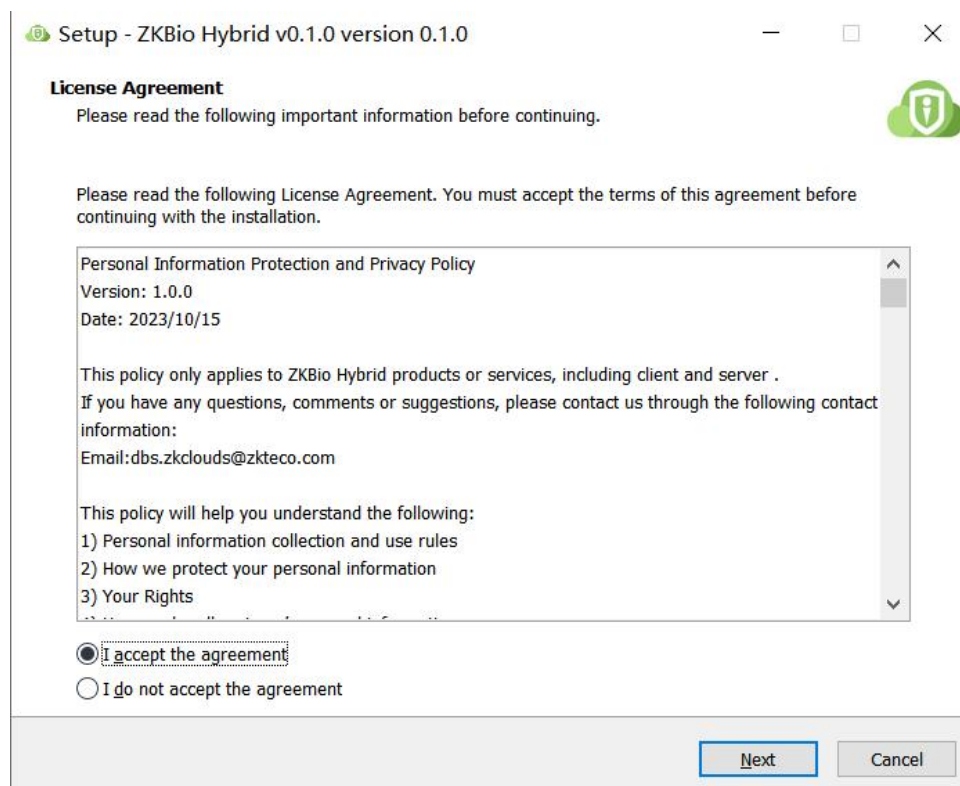 Setup - ZKBio Hybrid v0.1.0 version 0.1.0
License Agreement
Please read the following important information before continuing.
Please read the following License Agreement. You must accept the terms of this agreement before
continuing with the installation.
Personal Information Protection and Privacy Policy
Version: 1.0.0
Date: 2023/10/15
This policy only applies to ZKBio Hybrid products or services, including client and server .
If you have any questions, comments or suggestions, please contact us through the following contact
information:
Email:dbs.zkclouds@zkteco.com
This policy will help you understand the following:
1) Personal information collection and use rules
2) How we protect your personal information
3) Your Rights
I accept the agreement
I do not accept the agreement
Next
Cancel